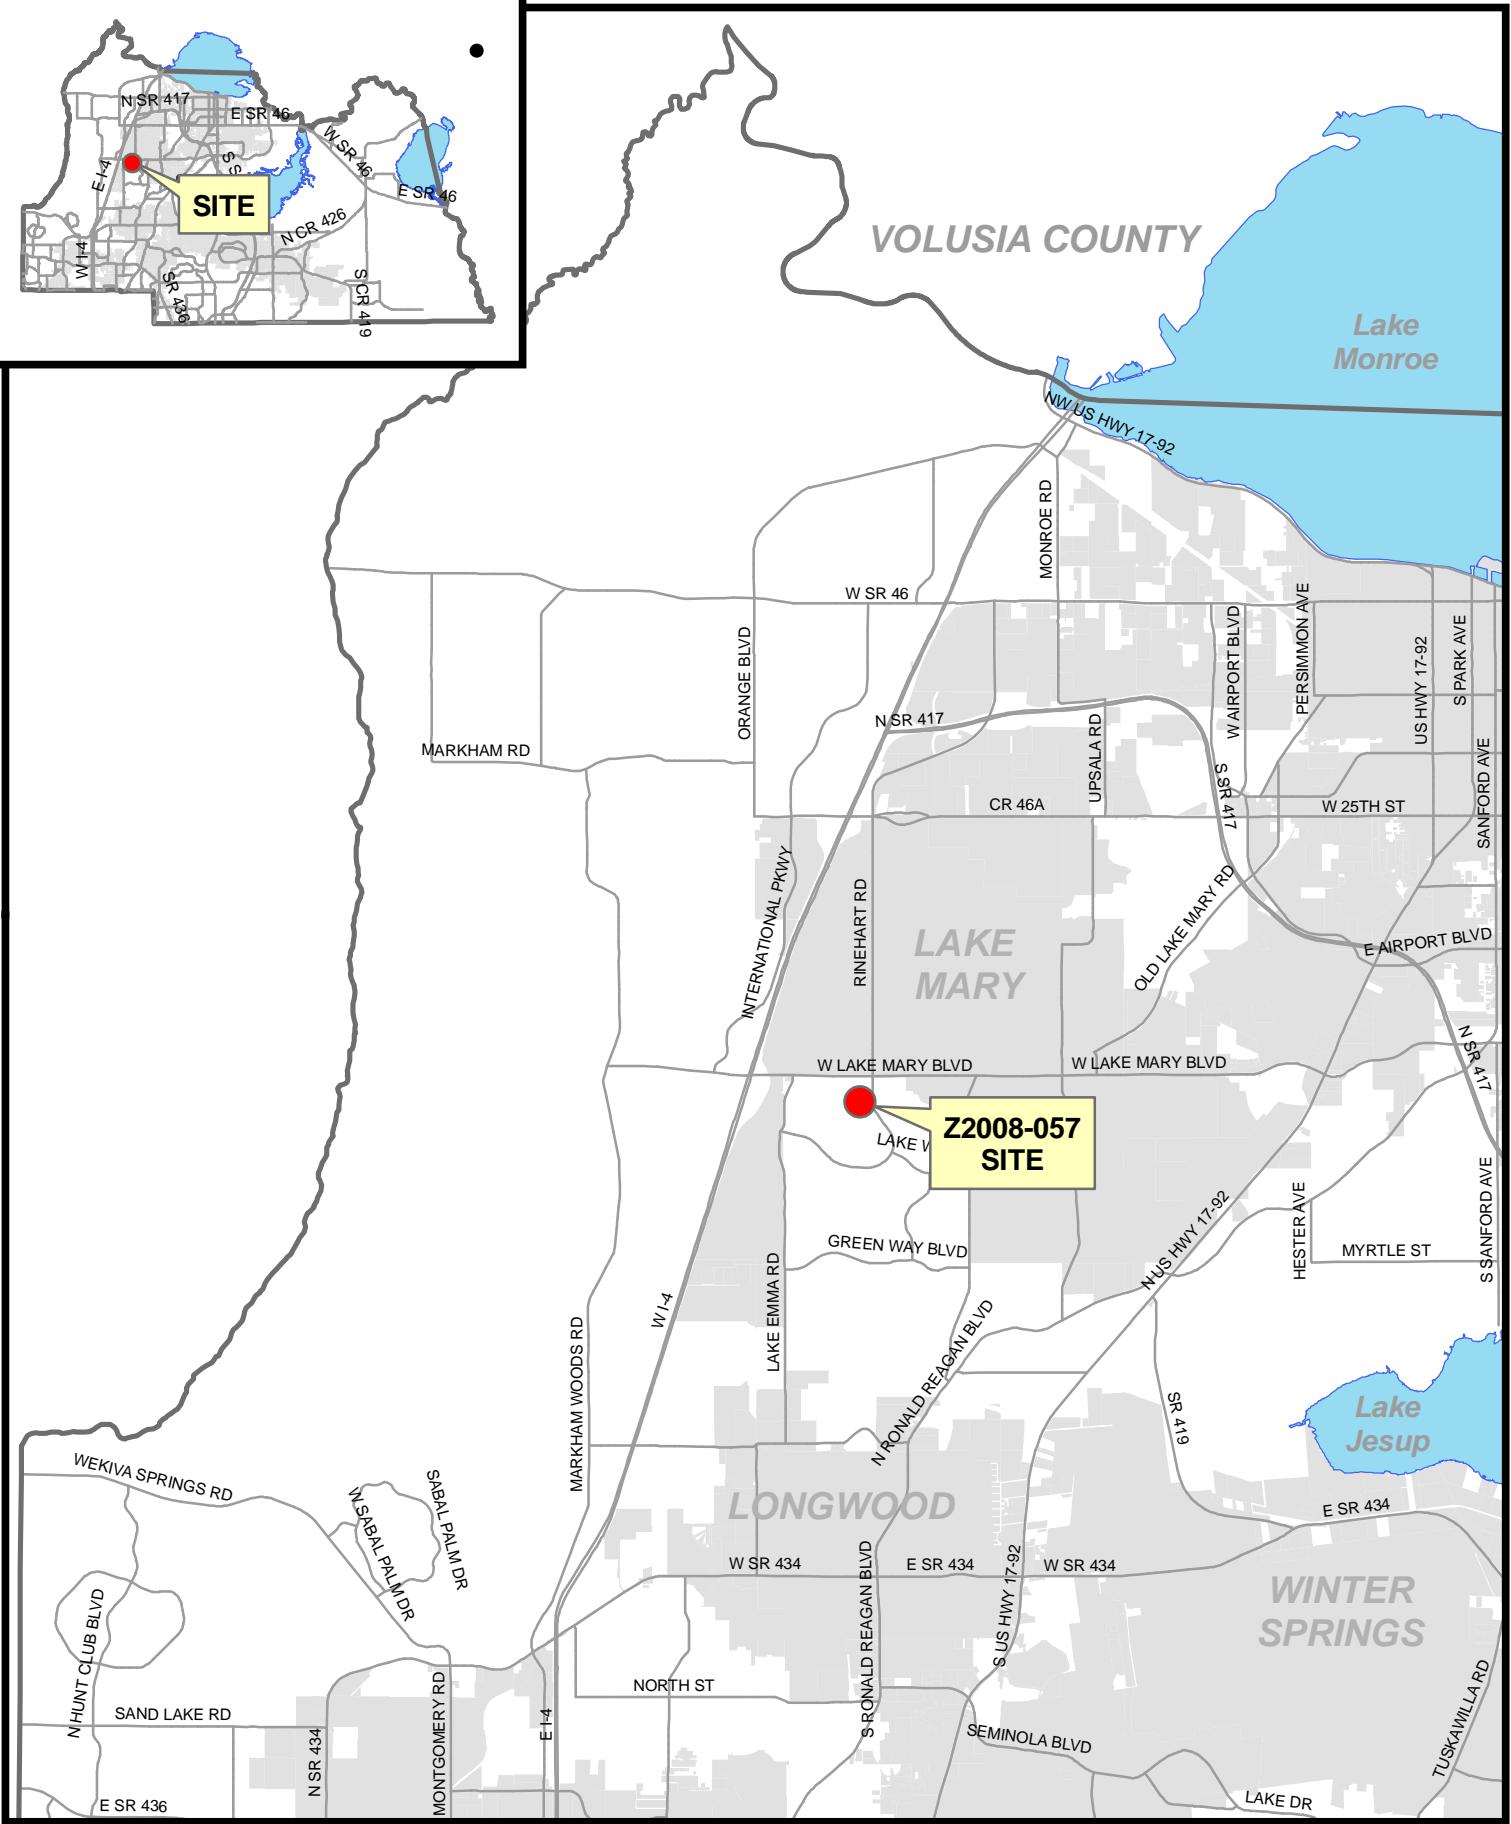 N SR 417
E SR 46
W SR 46
S S
E I-4
E SR 46
SITE
N CR 426
W I-4
SR 436
S CR 419
VOLUSIA COUNTY
Lake
Monroe
NW US HWY 17-92
MONROE RD
W SR 46
PERSIMMON AVE
W AIRPORT BLVD
S PARK AVE
ORANGE BLVD
US HWY 17-92
N SR 417
UPSALA RD
MARKHAM RD
SANFORD AVE
S SR 417
CR 46A
W 25TH ST
INTERNATIONAL PKWY
RINEHART RD
OLD LAKE MARY RD
LAKE
MARY
E AIRPORT BLVD
N SR 417
W LAKE MARY BLVD
W LAKE MARY BLVD
Z2008-057
SITE
LAKE W
S SANFORD AVE
HESTER AVE
N US HWY 17-92
GREEN WAY BLVD
MYRTLE ST
LAKE EMMA RD
W I-4
N RONALD REAGAN BLVD
MARKHAM WOODS RD
SR 419
Lake
Jesup
WEKIVA SPRINGS RD
SABAL PALM DR
W SABAL PALM DR
LONGWOOD
E SR 434
W SR 434
E SR 434
W SR 434
S RONALD REAGAN BLVD
S US HWY 17-92
WINTER
SPRINGS
N HUNT CLUB BLVD
NORTH ST
TUSKAWILLA RD
SAND LAKE RD
MONTGOMERY RD
E I-4
N SR 434
SEMINOLA BLVD
E SR 436
LAKE DR